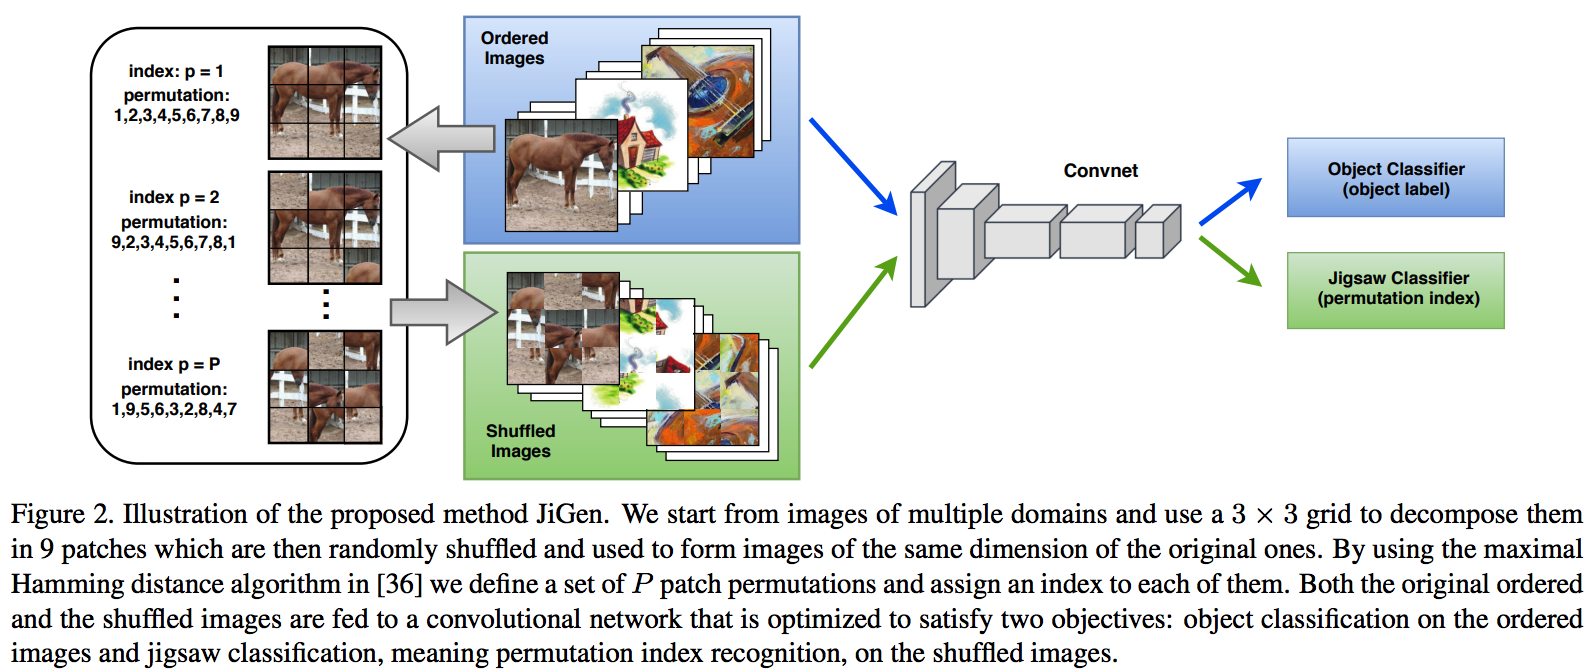 index: p = 1
permutation:
1,2,3,4,5,6,7,8,9
index p = 2
permutation:
9,2,3,4,5,6,7,8,1
index p = P
permutation:
1,9,5,6,3,2,8,4,7
Ordered
Images
Shuffled
Images
Convnet
Object Classifier
(object label)
Jigsaw Classifier
(permutation index)
Figure 2. Illustration of the proposed method JiGen. We start from images of multiple domains and use a 3 × 3 grid to decompose them
in 9 patches which are then randomly shuffled and used to form images of the same dimension of the original ones. By using the maximal
Hamming distance algorithm in [36] we define a set of P patch permutations and assign an index to each of them. Both the original ordered
and the shuffled images are fed to a convolutional network that is optimized to satisfy two objectives: object classification on the ordered
images and jigsaw classification, meaning permutation index recognition, on the shuffled images.